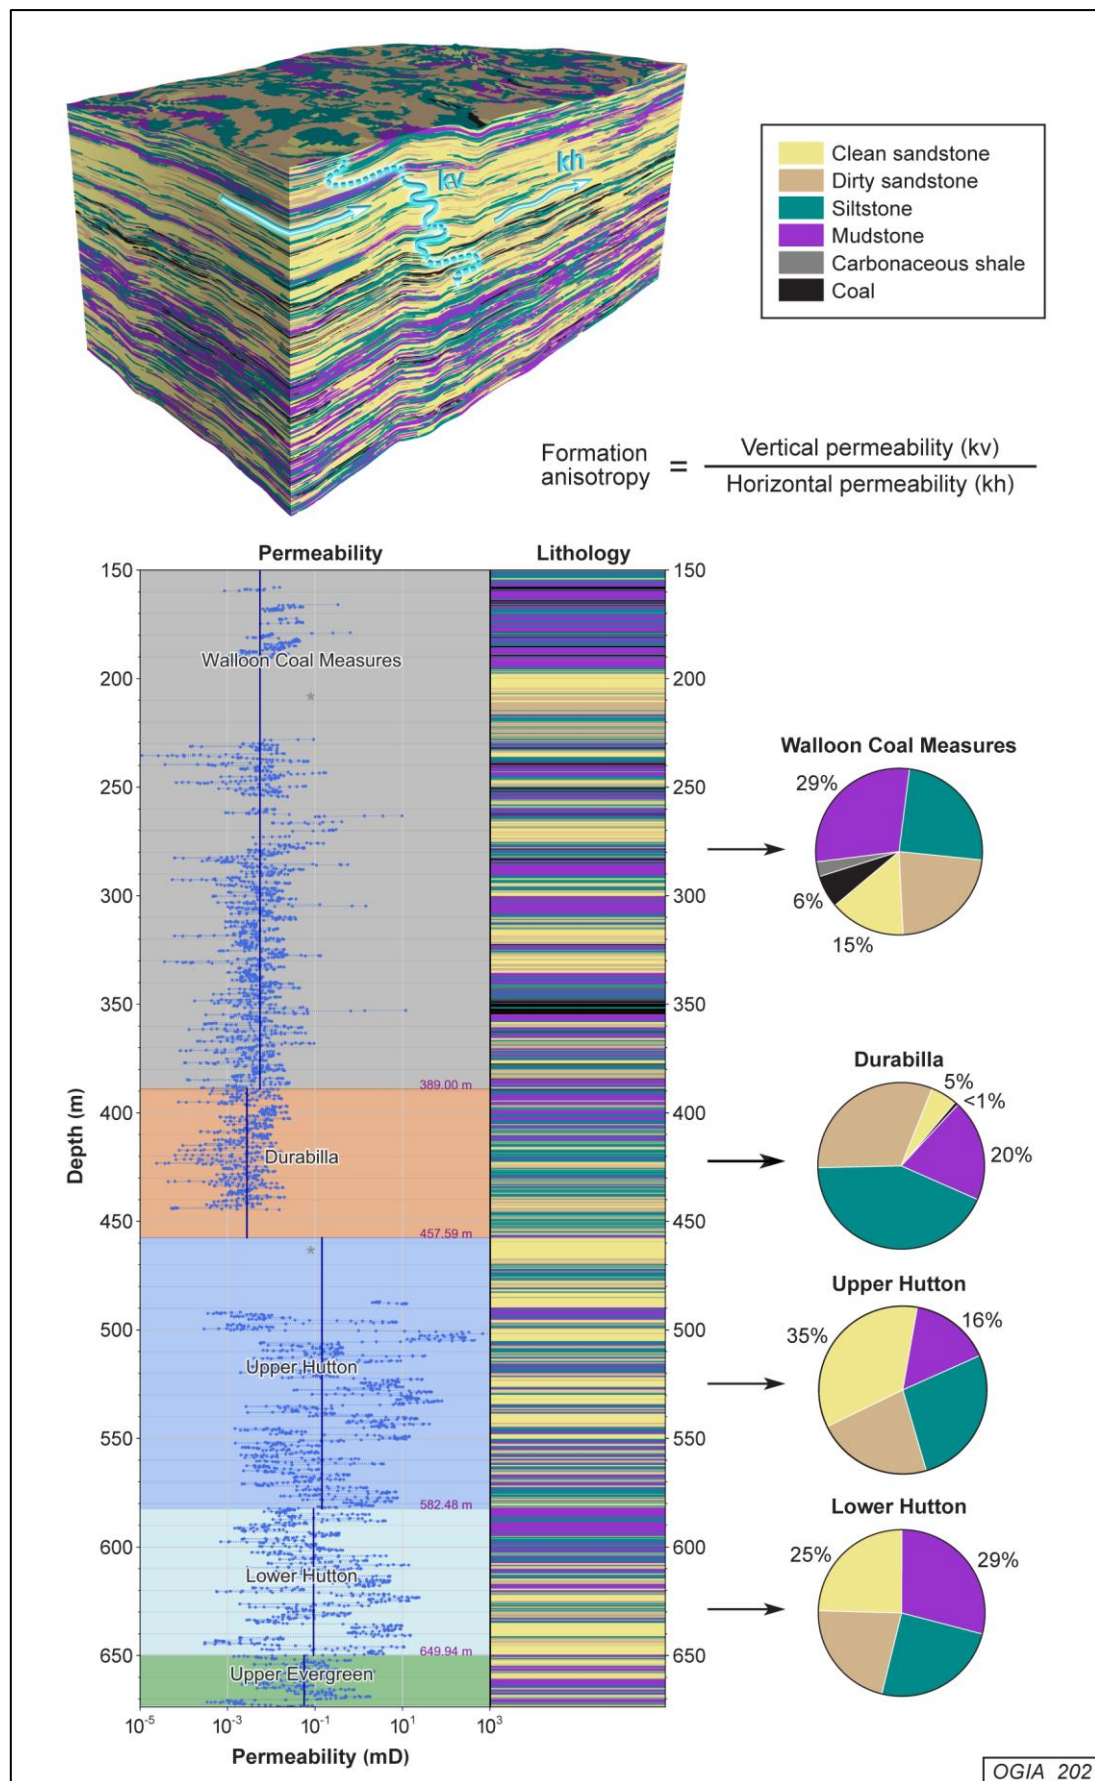 kv
kh
Clean sandstone
Dirty sandstone
Siltstone
Mudstone
Carbonaceous shale
Coal
Formation
anisotropy
=
Vertical permeability (kv)
Horizontal permeability (kh)
Permeability
Lithology
150
200
250
300
350
400
450
500
550
600
650
Depth (m)
Walloon Coal Measures
*
389.00 m
Durabilla
457.59 m
*
Upper Hutton
582.48 m
Lower Hutton
649.94 m
Upper Evergreen
10-5
10-3
10-1
101
103
Permeability (mD)
150
200
250
300
350
400
450
500
550
600
650
Walloon Coal Measures
29%
6%
15%
Durabilla
5%
<1%
20%
Upper Hutton
35%
16%
Lower Hutton
25%
29%
OGIA 202